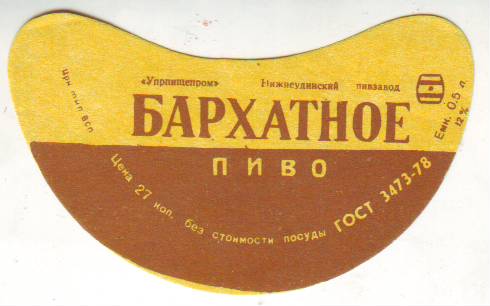 «Упрпищепром» Нижнеудинский пивзавод
БАРХАТНОЕ
ПИВО
Емк. 0,5 л.
12%
Цена 27 коп. без стоимости посуды ГОСТ 3473-78